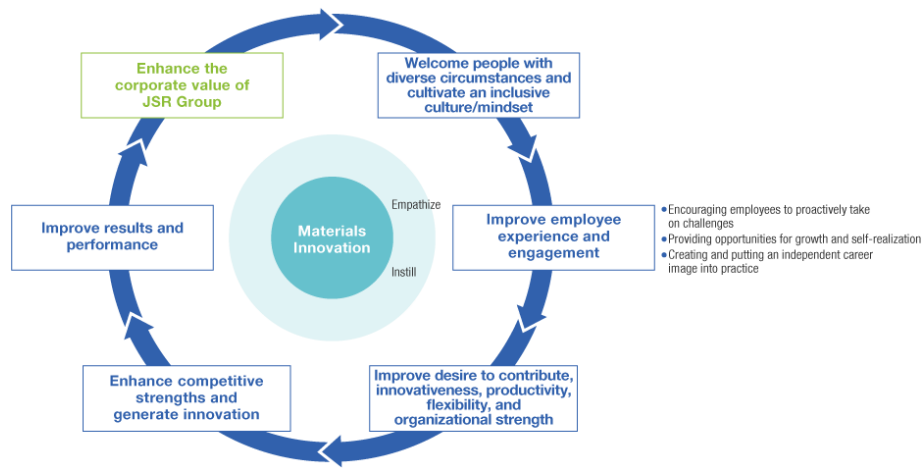 Enhance the
corporate value of
JSR Group
Welcome people with
diverse circumstances and
cultivate an inclusive
culture/mindset
Improve employee
experience and
engagement
• Encouraging employees to proactively take
on challenges
• Providing opportunities for growth and self-realization
• Creating and putting an independent career
image into practice
Improve desire to contribute,
innovativeness, productivity,
flexibility, and
organizational strength
Enhance competitive
strengths and
generate innovation
Improve results and
performance
Materials
Innovation
Empathize
Instill